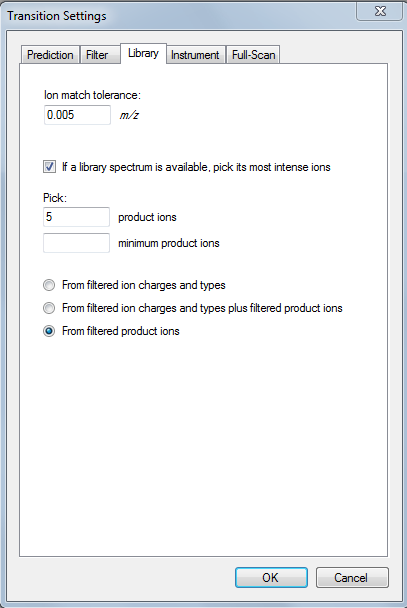 Transition Settings
Prediction Filter Library Instrument Full-Scan
Ion match tolerance:
0.005 m/z
If a library spectrum is available, pick its most intense ions
Pick:
5 product ions
minimum product ions
From filtered ion charges and types
From filtered ion charges and types plus filtered product ions
From filtered product ions
OK Cancel